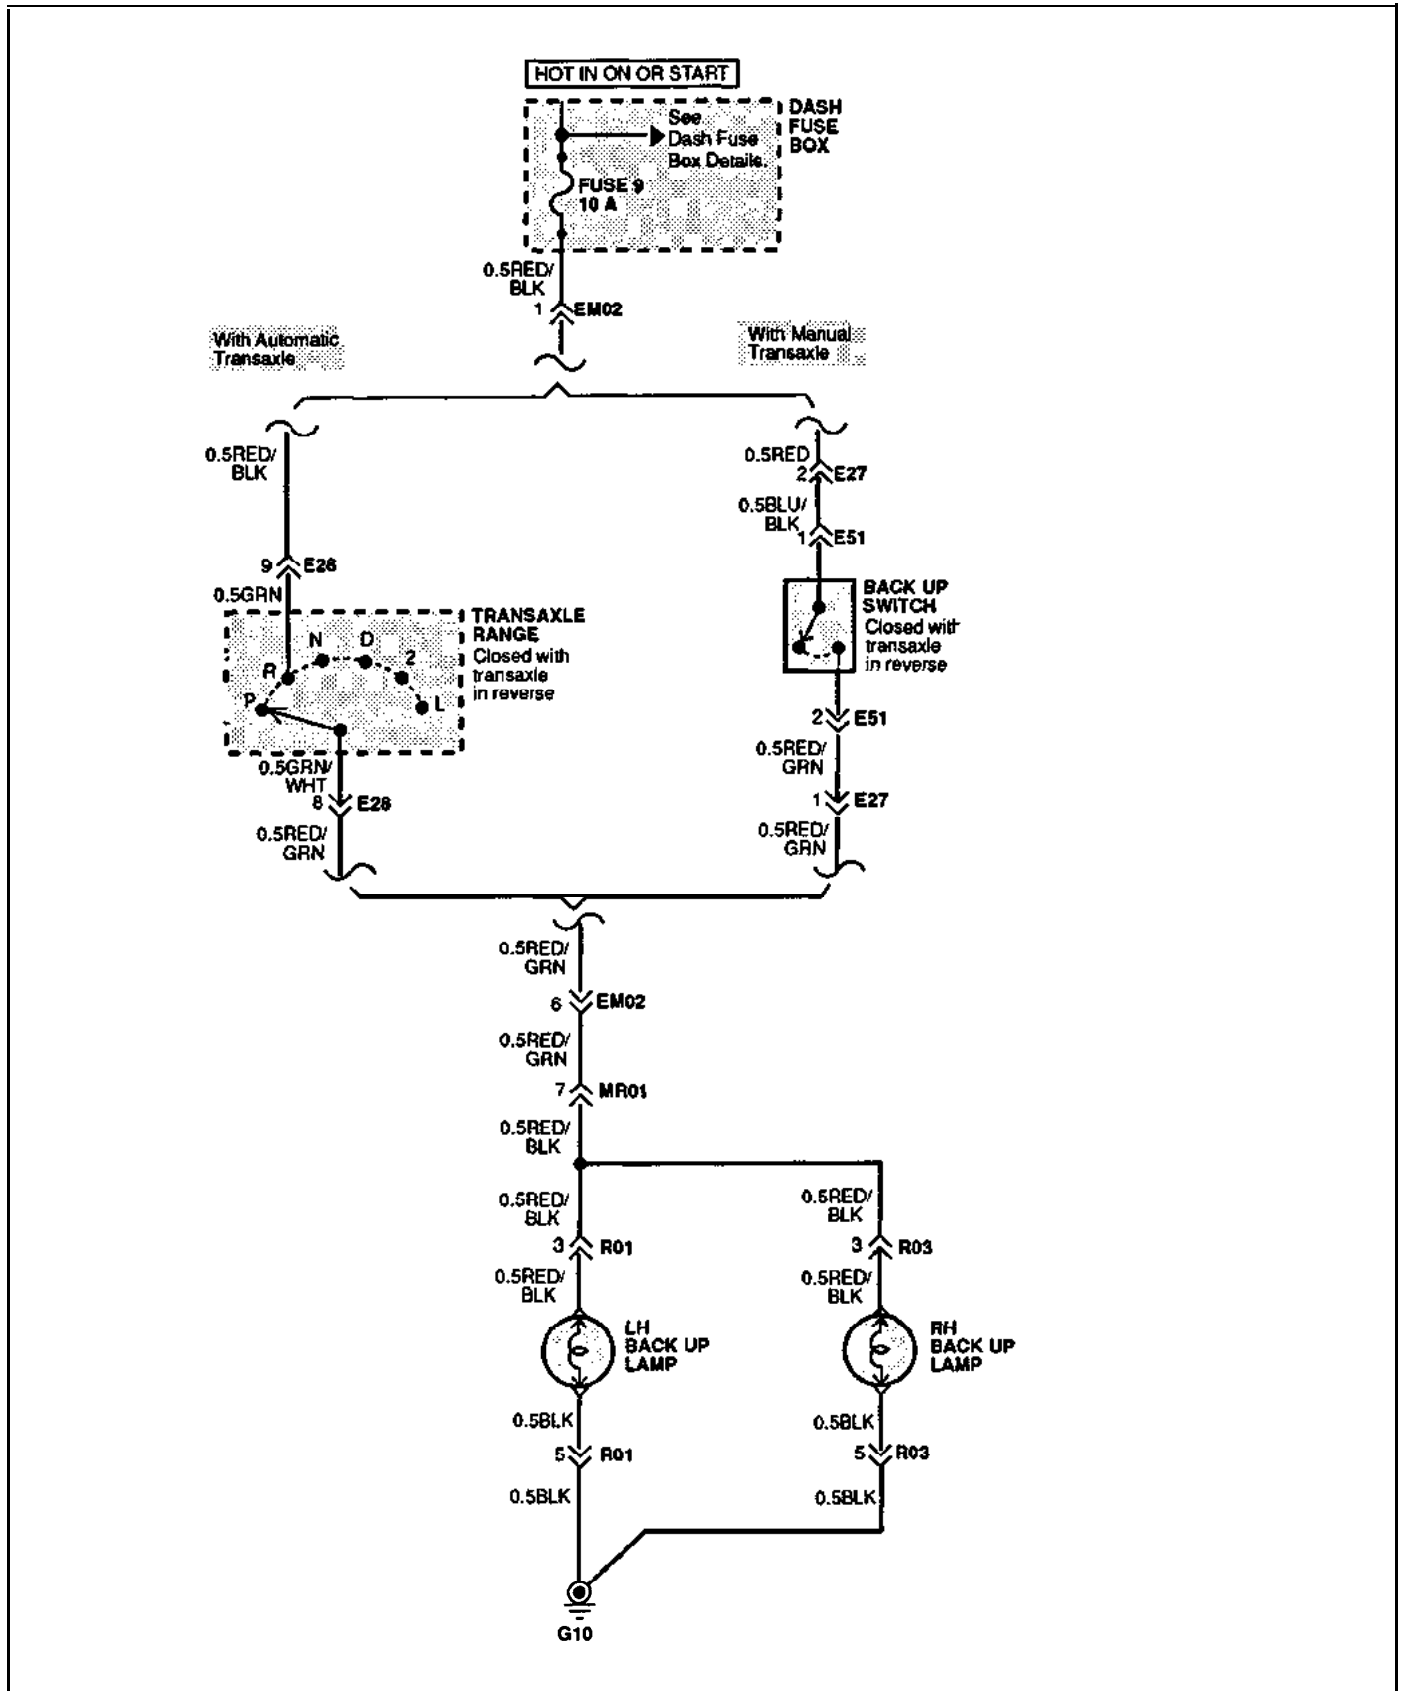 HOT IN ON OR START
See
Dash Fuse
Box Details.
DASH
FUSE
BOX
FUSE 9
10 A
0.5RED/
BLK
1 EM02
With Automatic
Transaxle
With Manual
Transaxle
0.5RED/
BLK
9 E28
0.5GRN
TRANSAXLE
RANGE
Closed with
transaxle
in reverse
P R N D 2 L
0.5GRN/
WHT
8 E28
0.5RED/
GRN
0.5RED
2 E27
0.5BLU/
BLK
1 E51
BACK UP
SWITCH
Closed with
transaxle
in reverse
2 E51
0.5RED/
GRN
1 E27
0.5RED/
GRN
0.5RED/
GRN
6 EM02
0.5RED/
GRN
7 MR01
0.5RED/
BLK
0.5RED/
BLK
3 R01
0.5RED/
BLK
LH
BACK UP
LAMP
0.5BLK
5 R01
0.5BLK
0.5RED/
BLK
3 R03
0.5RED/
BLK
RH
BACK UP
LAMP
0.5BLK
5 R03
0.5BLK
G10